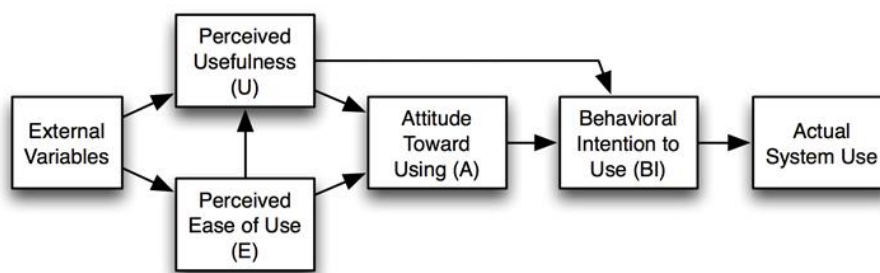 External
Variables
Perceived
Usefulness
(U)
Perceived
Ease of Use
(E)
Attitude
Toward
Using (A)
Behavioral
Intention to
Use (BI)
Actual
System Use